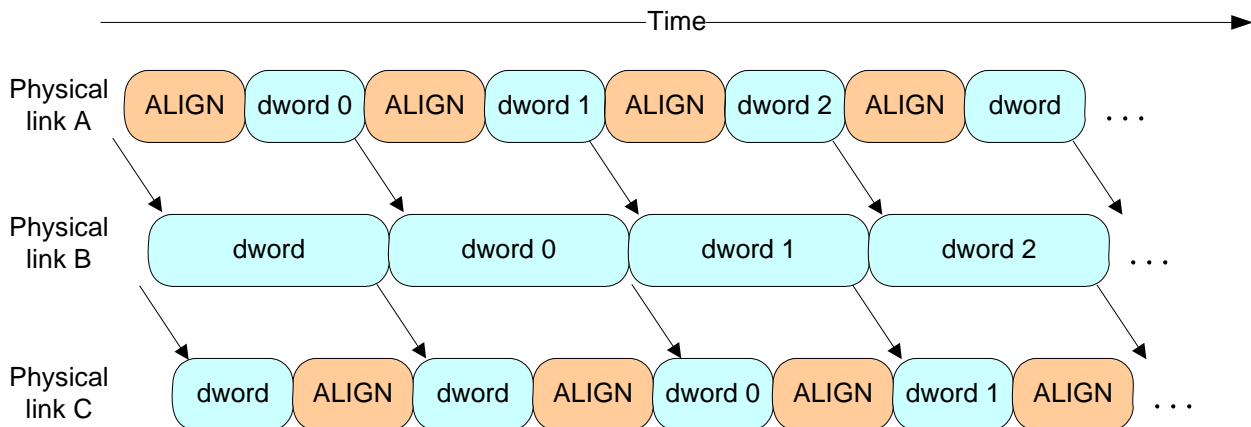 Time
Physical
link A
ALIGN dword 0 ALIGN dword 1 ALIGN dword 2 ALIGN dword . . .
Physical
link B
dword dword 0 dword 1 dword 2 . . .
Physical
link C
dword ALIGN dword ALIGN dword 0 ALIGN dword 1 ALIGN . . .